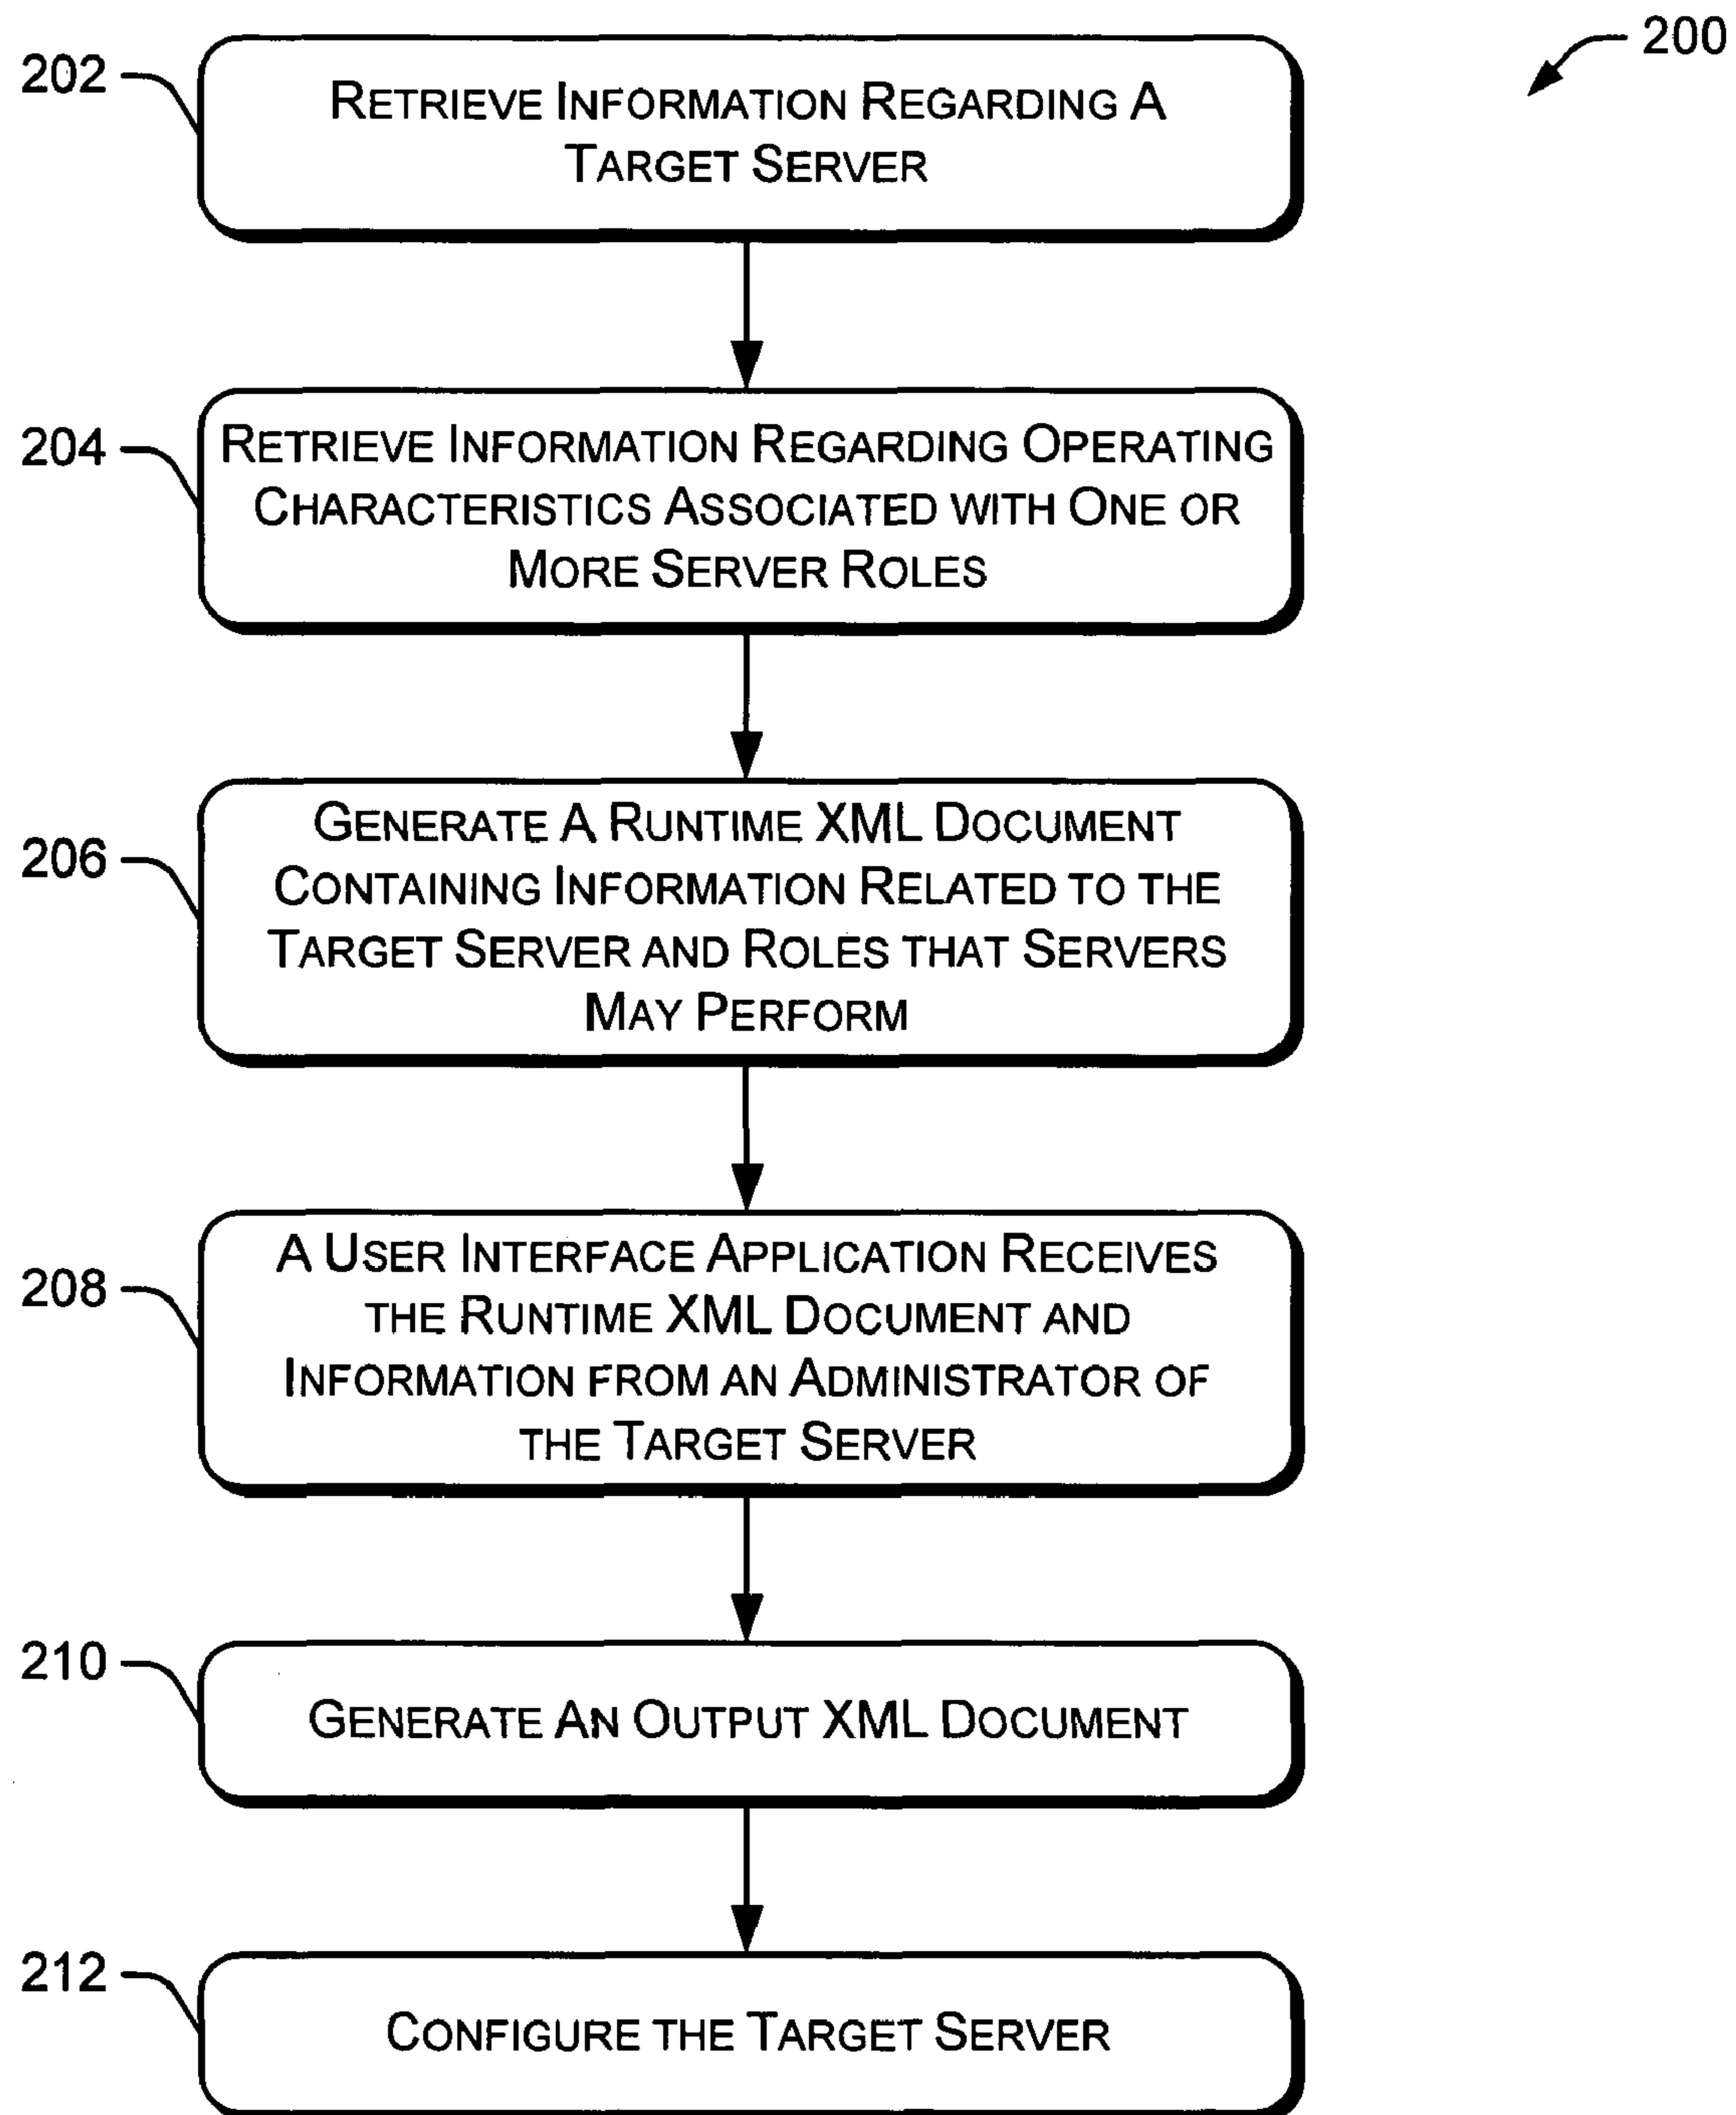 200
202
RETRIEVE INFORMATION REGARDING A
TARGET SERVER
204
RETRIEVE INFORMATION REGARDING OPERATING
CHARACTERISTICS ASSOCIATED WITH ONE OR
MORE SERVER ROLES
206
GENERATE A RUNTIME XML DOCUMENT
CONTAINING INFORMATION RELATED TO THE
TARGET SERVER AND ROLES THAT SERVERS
MAY PERFORM
208
A USER INTERFACE APPLICATION RECEIVES
THE RUNTIME XML DOCUMENT AND
INFORMATION FROM AN ADMINISTRATOR OF
THE TARGET SERVER
210
GENERATE AN OUTPUT XML DOCUMENT
212
CONFIGURE THE TARGET SERVER